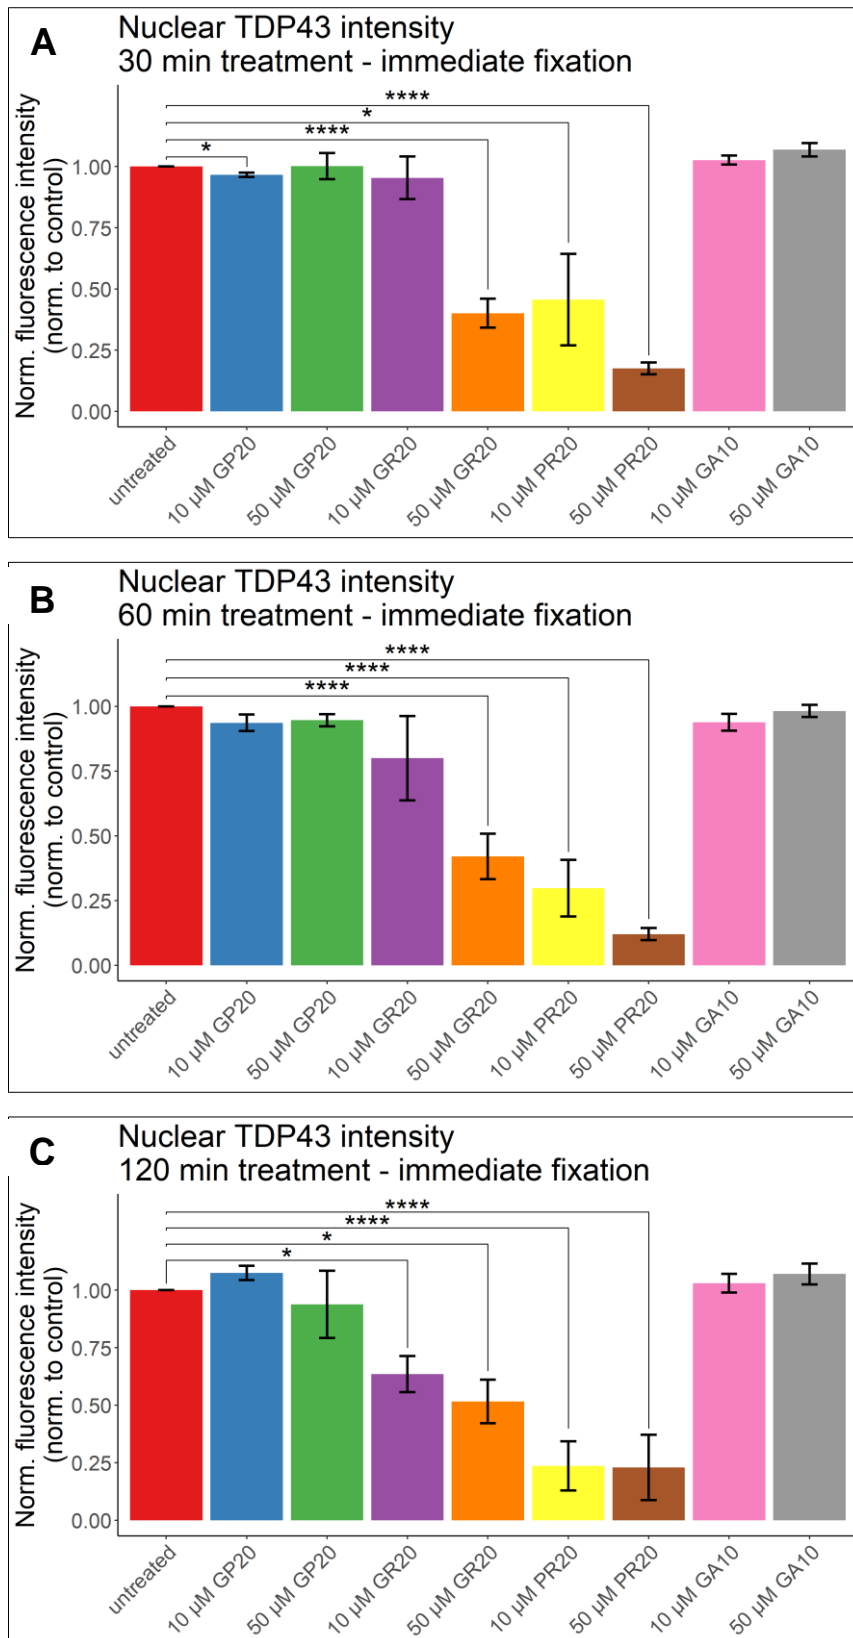 A
Nuclear TDP43 intensity
30 min treatment - immediate fixation
Norm. fluorescence intensity
(norm. to control)
****
*
****
*
1.00
0.75
0.50
0.25
0.00
untreated
10 µM GP20
50 µM GP20
10 µM GR20
50 µM GR20
10 µM PR20
50 µM PR20
10 µM GA10
50 µM GA10
B
Nuclear TDP43 intensity
60 min treatment - immediate fixation
Norm. fluorescence intensity
(norm. to control)
****
****
****
1.00
0.75
0.50
0.25
0.00
untreated
10 µM GP20
50 µM GP20
10 µM GR20
50 µM GR20
10 µM PR20
50 µM PR20
10 µM GA10
50 µM GA10
C
Nuclear TDP43 intensity
120 min treatment - immediate fixation
Norm. fluorescence intensity
(norm. to control)
****
****
*
*
1.00
0.75
0.50
0.25
0.00
untreated
10 µM GP20
50 µM GP20
10 µM GR20
50 µM GR20
10 µM PR20
50 µM PR20
10 µM GA10
50 µM GA10